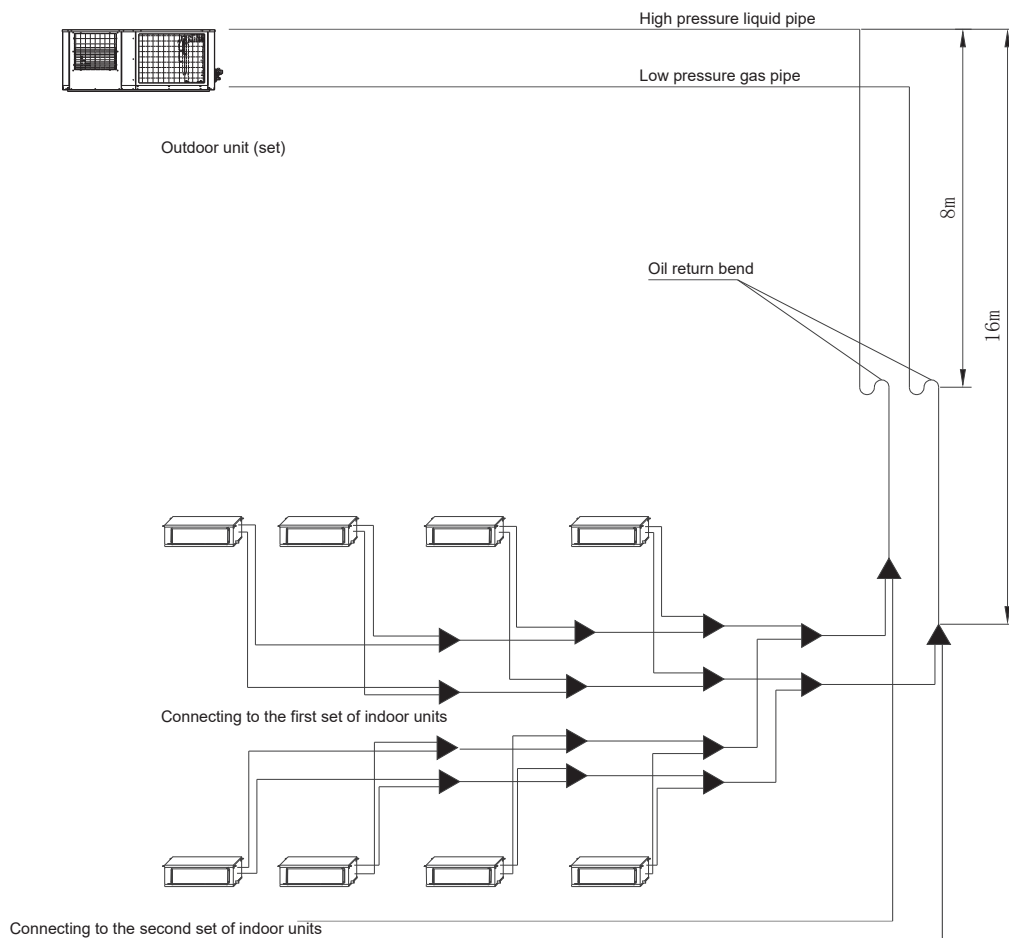 High pressure liquid pipe
Low pressure gas pipe
Outdoor unit (set)
8m
Oil return bend
16m
Connecting to the first set of indoor units
Connecting to the second set of indoor units